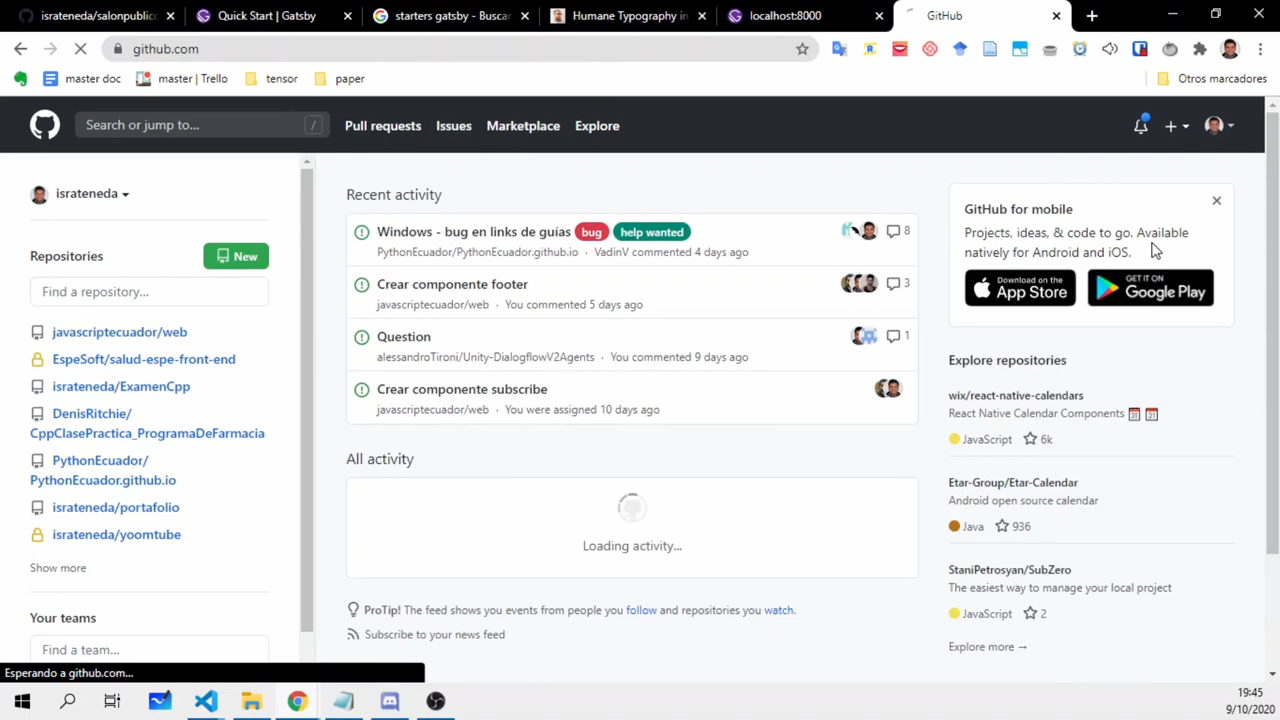 israteneda/salonpublico
Quick Start | Gatsby
starters gatsby - Buscar
Humane Typography in
localhost:8000
GitHub
github.com
master doc
master | Trello
tensor
paper
Otros marcadores
Search or jump to...
/
Pull requests
Issues
Marketplace
Explore
israteneda
Repositories
New
Find a repository...
javascriptecuador/web
EspeSoft/salud-espe-front-end
israteneda/ExamenCpp
DenisRitchie/
CppClasePractica_ProgramaDeFarmacia
PythonEcuador/
PythonEcuador.github.io
israteneda/portafolio
israteneda/yoomtube
Show more
Your teams
Find a team...
Recent activity
Windows - bug en links de guías bug help wanted 8
PythonEcuador/PythonEcuador.github.io · VadinV commented 4 days ago
Crear componente footer 3
javascriptecuador/web · You commented 5 days ago
Question 1
alessandroTironi/Unity-DialogflowV2Agents · You commented 9 days ago
Crear componente subscribe
javascriptecuador/web · You were assigned 10 days ago
All activity
Loading activity...
ProTip! The feed shows you events from people you follow and repositories you watch.
Subscribe to your news feed
GitHub for mobile
Projects, ideas, & code to go. Available
natively for Android and iOS.
Download on the
App Store
GET IT ON
Google Play
Explore repositories
wix/react-native-calendars
React Native Calendar Components
JavaScript 6k
Etar-Group/Etar-Calendar
Android open source calendar
Java 936
StaniPetrosyan/SubZero
The easiest way to manage your local project
JavaScript 2
Explore more →
Esperando a github.com...
19:45
9/10/2020